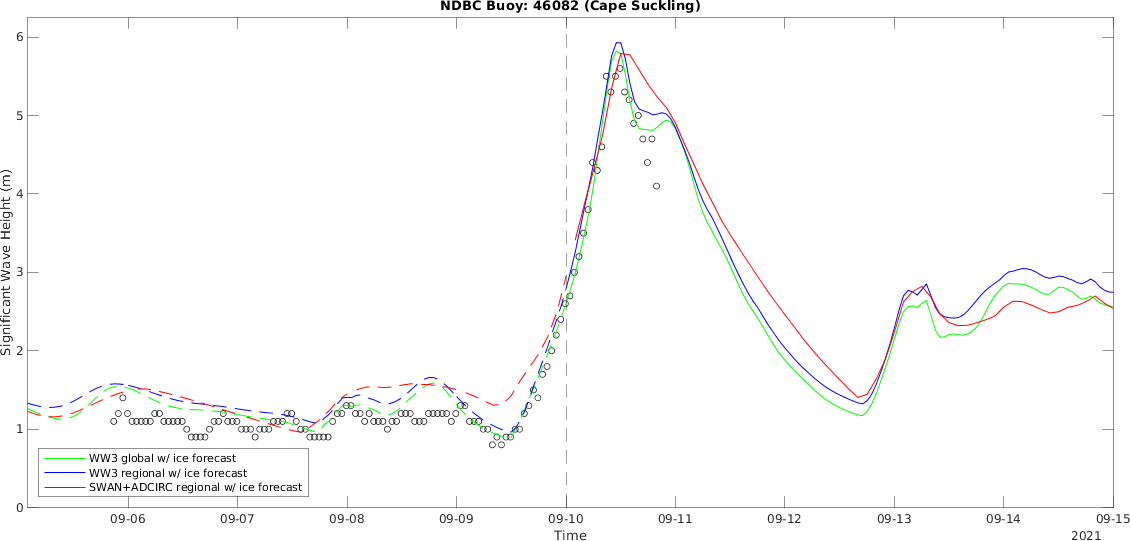 NDBC Buoy: 46082 (Cape Suckling)
6
5
4
3
2
1
0
Significant Wave Height (m)
WW3 global w/ ice forecast
WW3 regional w/ ice forecast
SWAN+ADCIRC regional w/ ice forecast
09-06 09-07 09-08 09-09 09-10 09-11 09-12 09-13 09-14 09-15
Time
2021